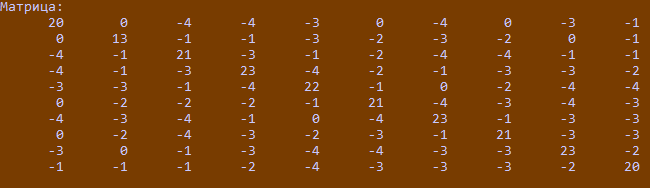 Матрица:
20 0 -4 -4 -3 0 -4 0 -3 -1
0 13 -1 -1 -3 -2 -3 -2 0 -1
-4 -1 21 -3 -1 -2 -4 -4 -1 -1
-4 -1 -3 23 -4 -2 -1 -3 -3 -2
-3 -3 -1 -4 22 -1 0 -2 -4 -4
0 -2 -2 -2 -1 21 -4 -3 -4 -3
-4 -3 -4 -1 0 -4 23 -1 -3 -3
0 -2 -4 -3 -2 -3 -1 21 -3 -3
-3 0 -1 -3 -4 -4 -3 -3 23 -2
-1 -1 -1 -2 -4 -3 -3 -3 -2 20